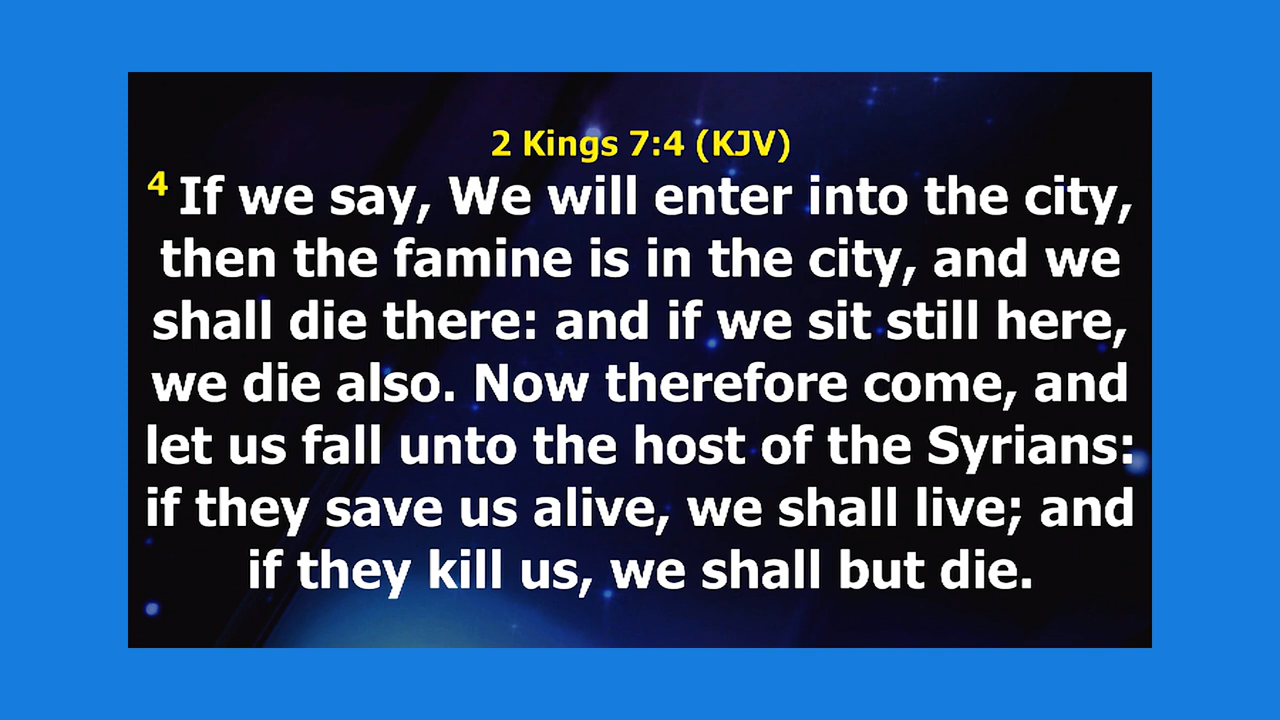 2 Kings 7:4 (KJV)
4 If we say, We will enter into the city,
then the famine is in the city, and we
shall die there: and if we sit still here,
we die also. Now therefore come, and
let us fall unto the host of the Syrians:
if they save us alive, we shall live; and
if they kill us, we shall but die.